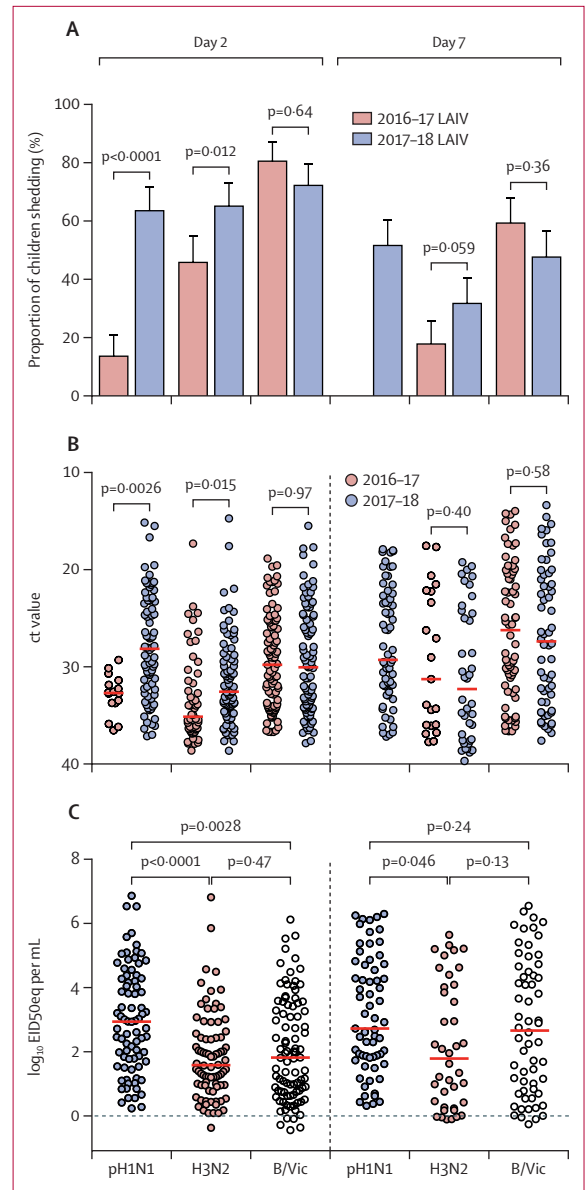 A
Day 2 Day 7
Proportion of children shedding (%)
100
80
60
40
20
0
p<0·0001
p=0·012
p=0·64
p=0·059
p=0·36
2016–17 LAIV
2017–18 LAIV
B
ct value
10
20
30
40
p=0·0026
p=0·015
p=0·97
p=0·40
p=0·58
2016–17
2017–18
C
log₁₀ EID50eq per mL
8
6
4
2
0
p=0·0028
p<0·0001 p=0·47
p=0·24
p=0·046 p=0·13
pH1N1 H3N2 B/Vic pH1N1 H3N2 B/Vic